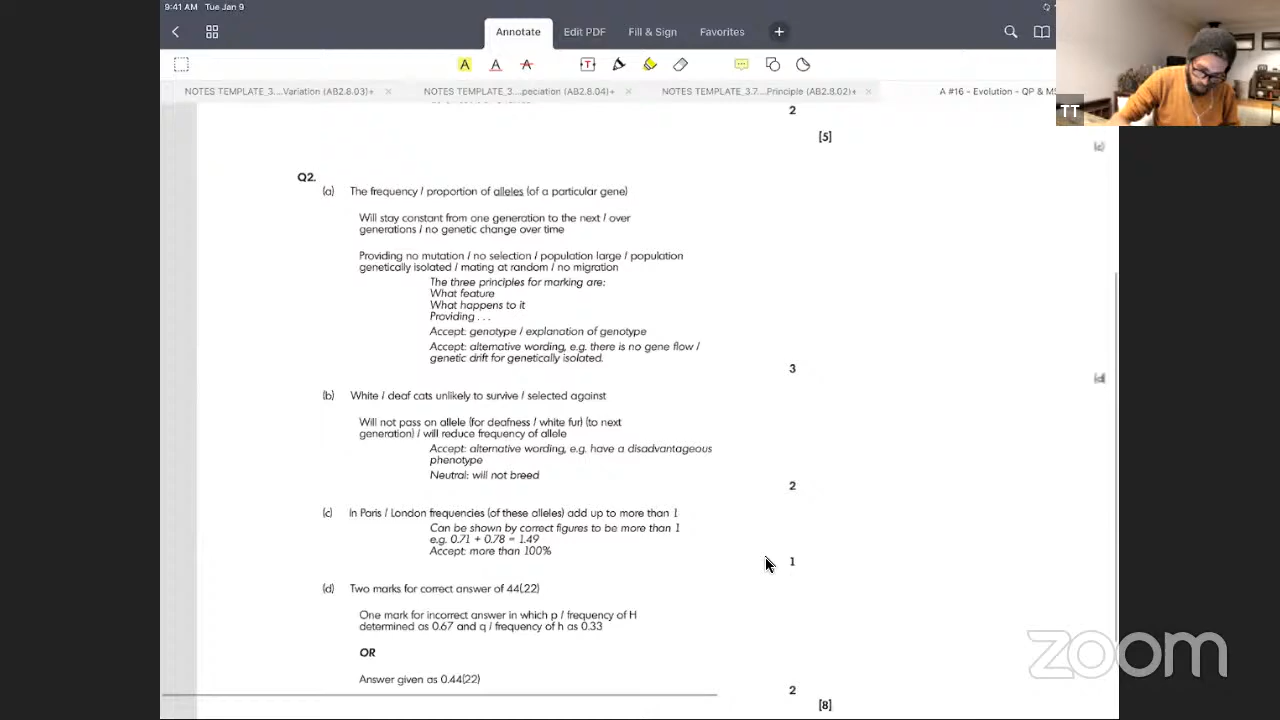 9:41 AM Tue Jan 9
Annotate Edit PDF Fill & Sign Favorites +
NOTES TEMPLATE_3....Variation (AB2.8.03)+ × NOTES TEMPLATE_3....peciation (AB2.8.04)+ × NOTES TEMPLATE_3.7....Principle (AB2.8.02)+ × A #16 - Evolution - QP & MS
TT
2
[5]
(c)
Q2.
(a) The frequency / proportion of alleles (of a particular gene)
Will stay constant from one generation to the next / over
generations / no genetic change over time
Providing no mutation / no selection / population large / population
genetically isolated / mating at random / no migration
The three principles for marking are:
What feature
What happens to it
Providing . . .
Accept: genotype / explanation of genotype
Accept: alternative wording, e.g. there is no gene flow /
genetic drift for genetically isolated.
3
(d)
(b) White / deaf cats unlikely to survive / selected against
Will not pass on allele (for deafness / white fur) (to next
generation) / will reduce frequency of allele
Accept: alternative wording, e.g. have a disadvantageous
phenotype
Neutral: will not breed
2
(c) In Paris / London frequencies (of these alleles) add up to more than 1
Can be shown by correct figures to be more than 1
e.g. 0.71 + 0.78 = 1.49
Accept: more than 100%
1
(d) Two marks for correct answer of 44(.22)
One mark for incorrect answer in which p / frequency of H
determined as 0.67 and q / frequency of h as 0.33
OR
Answer given as 0.44(22)
2
[8]
zoom